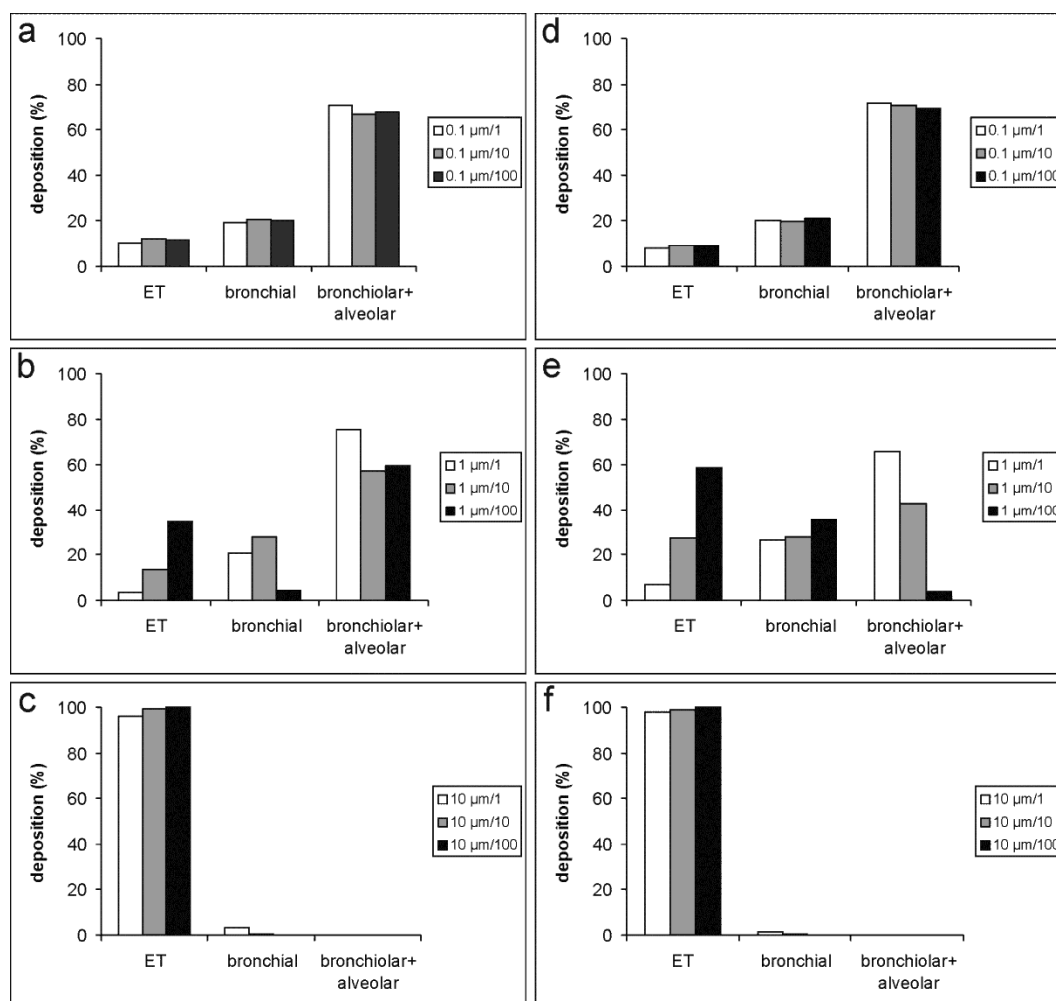 a
100
80
60
40
20
0
deposition (%)
ET bronchial bronchiolar+
alveolar
0.1 µm/1
0.1 µm/10
0.1 µm/100
d
100
80
60
40
20
0
deposition (%)
ET bronchial bronchiolar+
alveolar
0.1 µm/1
0.1 µm/10
0.1 µm/100
b
100
80
60
40
20
0
deposition (%)
ET bronchial bronchiolar+
alveolar
1 µm/1
1 µm/10
1 µm/100
e
100
80
60
40
20
0
deposition (%)
ET bronchial bronchiolar+
alveolar
1 µm/1
1 µm/10
1 µm/100
c
100
80
60
40
20
0
deposition (%)
ET bronchial bronchiolar+
alveolar
10 µm/1
10 µm/10
10 µm/100
f
100
80
60
40
20
0
deposition (%)
ET bronchial bronchiolar+
alveolar
10 µm/1
10 µm/10
10 µm/100